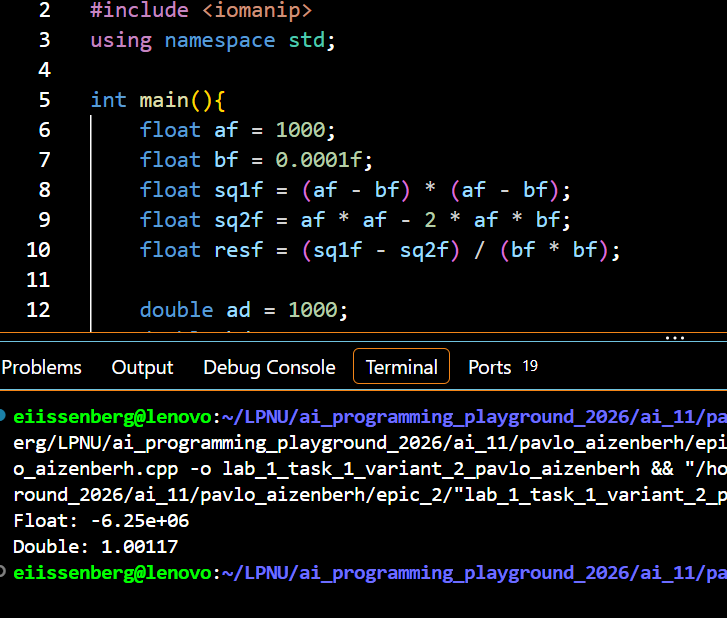 2 #include <iomanip>
3 using namespace std;
4
5 int main(){
6 float af = 1000;
7 float bf = 0.0001f;
8 float sq1f = (af - bf) * (af - bf);
9 float sq2f = af * af - 2 * af * bf;
10 float resf = (sq1f - sq2f) / (bf * bf);
11
12 double ad = 1000;
Problems Output Debug Console Terminal Ports 19
eiissenberg@lenovo:~/LPNU/ai_programming_playground_2026/ai_11/pa
erg/LPNU/ai_programming_playground_2026/ai_11/pavlo_aizenberh/epi
o_aizenberh.cpp -o lab_1_task_1_variant_2_pavlo_aizenberh && "/ho
round_2026/ai_11/pavlo_aizenberh/epic_2/"lab_1_task_1_variant_2_p
Float: -6.25e+06
Double: 1.00117
eiissenberg@lenovo:~/LPNU/ai_programming_playground_2026/ai_11/pa